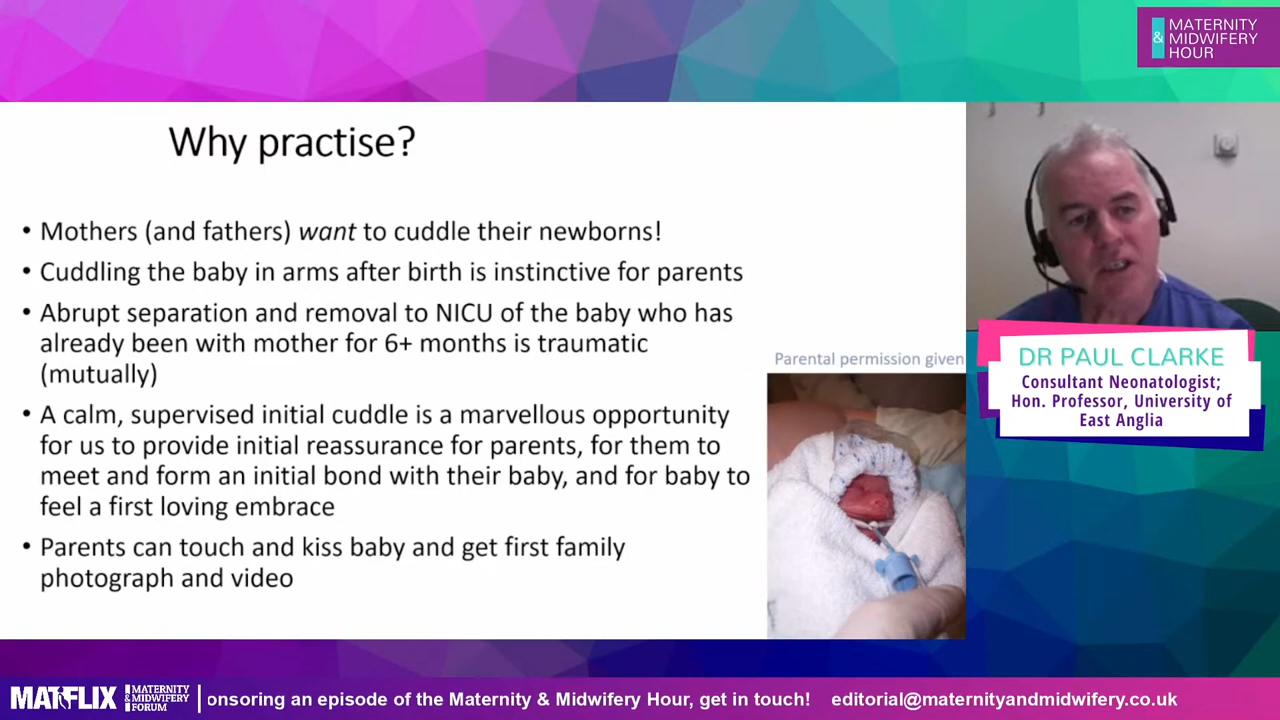 MATERNITY
& MIDWIFERY
HOUR
Why practise?
• Mothers (and fathers) want to cuddle their newborns!
• Cuddling the baby in arms after birth is instinctive for parents
• Abrupt separation and removal to NICU of the baby who has
already been with mother for 6+ months is traumatic
(mutually)
• A calm, supervised initial cuddle is a marvellous opportunity
for us to provide initial reassurance for parents, for them to
meet and form an initial bond with their baby, and for baby to
feel a first loving embrace
• Parents can touch and kiss baby and get first family
photograph and video
Parental permission given
DR PAUL CLARKE
Consultant Neonatologist;
Hon. Professor, University of
East Anglia
MATFLIX
MATERNITY
& MIDWIFERY
FORUM
onsoring an episode of the Maternity & Midwifery Hour, get in touch! editorial@maternityandmidwifery.co.uk